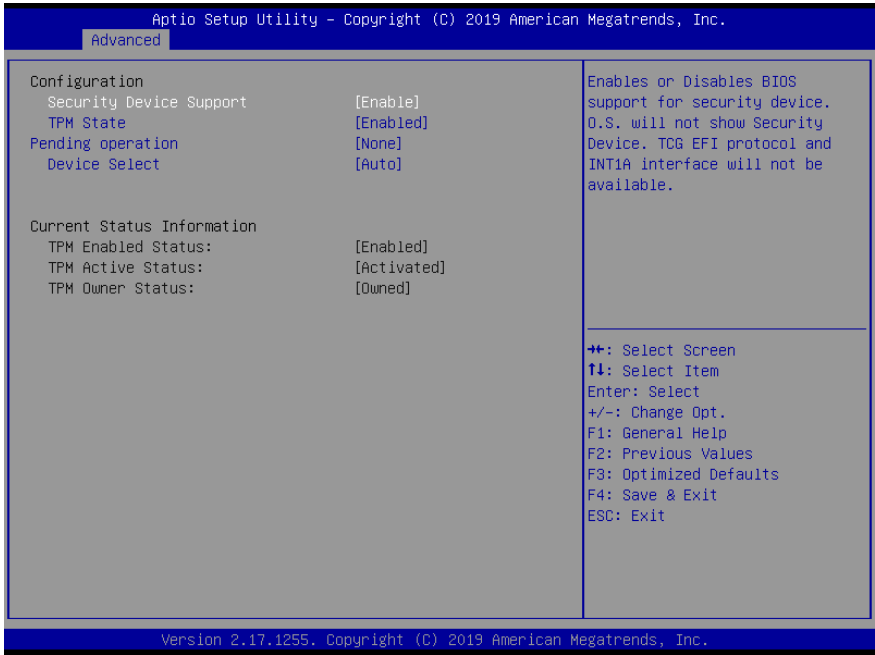 Aptio Setup Utility – Copyright (C) 2019 American Megatrends, Inc.
Advanced
Configuration
Security Device Support [Enable]
TPM State [Enabled]
Pending operation [None]
Device Select [Auto]
Current Status Information
TPM Enabled Status: [Enabled]
TPM Active Status: [Activated]
TPM Owner Status: [Owned]
Enables or Disables BIOS
support for security device.
O.S. will not show Security
Device. TCG EFI protocol and
INT1A interface will not be
available.
→←: Select Screen
↑↓: Select Item
Enter: Select
+/-: Change Opt.
F1: General Help
F2: Previous Values
F3: Optimized Defaults
F4: Save & Exit
ESC: Exit
Version 2.17.1255. Copyright (C) 2019 American Megatrends, Inc.